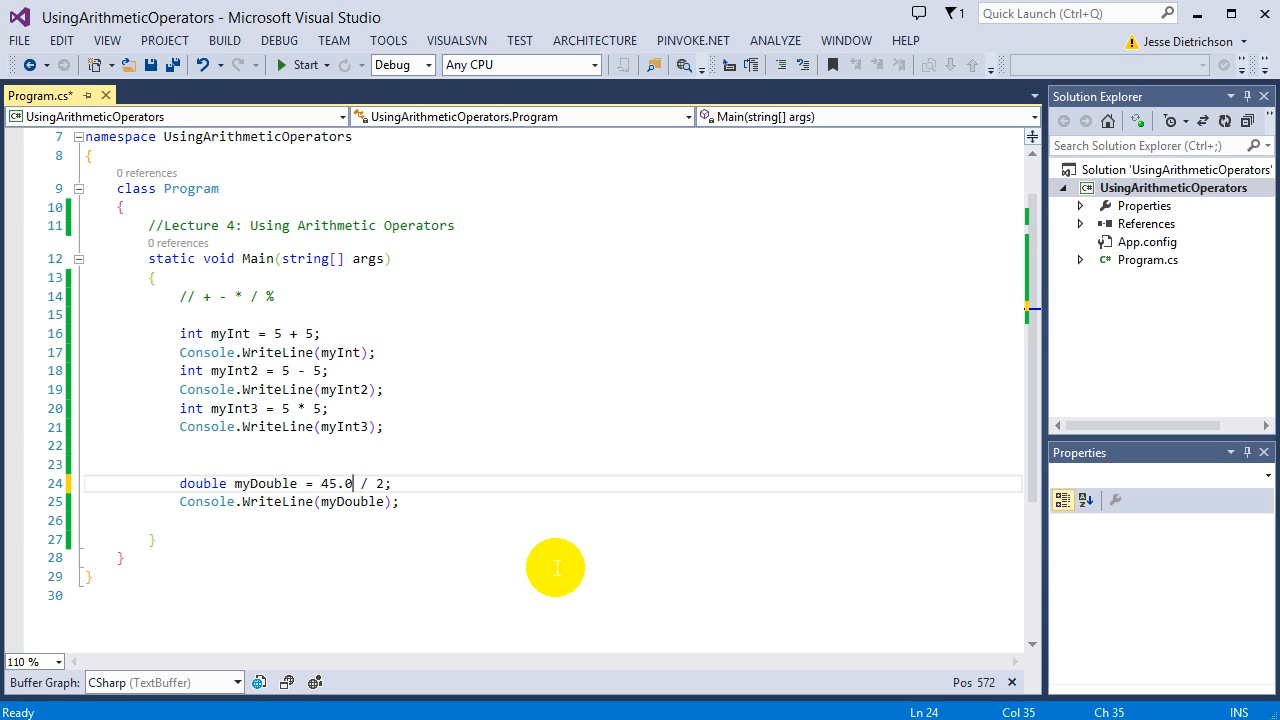 UsingArithmeticOperators - Microsoft Visual Studio
1
Quick Launch (Ctrl+Q)
FILE EDIT VIEW PROJECT BUILD DEBUG TEAM TOOLS VISUALSVN TEST ARCHITECTURE PINVOKE.NET ANALYZE WINDOW HELP
Jesse Dietrichson
Start Debug Any CPU
Program.cs*
UsingArithmeticOperators UsingArithmeticOperators.Program Main(string[] args)
7 namespace UsingArithmeticOperators
8 {
0 references
9 class Program
10 {
11 //Lecture 4: Using Arithmetic Operators
0 references
12 static void Main(string[] args)
13 {
14 // + - * / %
15
16 int myInt = 5 + 5;
17 Console.WriteLine(myInt);
18 int myInt2 = 5 - 5;
19 Console.WriteLine(myInt2);
20 int myInt3 = 5 * 5;
21 Console.WriteLine(myInt3);
22
23
24 double myDouble = 45.0 / 2;
25 Console.WriteLine(myDouble);
26
27 }
28 }
29 }
30
110 %
Buffer Graph: CSharp (TextBuffer) Pos 572
Solution Explorer
Search Solution Explorer (Ctrl+;)
Solution 'UsingArithmeticOperators'
UsingArithmeticOperators
Properties
References
App.config
Program.cs
Properties
Ready Ln 24 Col 35 Ch 35 INS